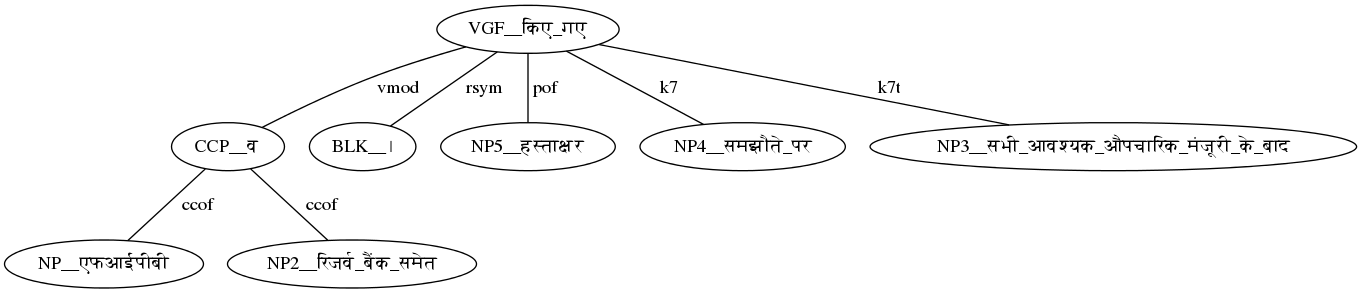 VGF__किए_गए
vmod
rsym
pof
k7
k7t
CCP__व
BLK__।
NP5__हस्ताक्षर
NP4__समझौते_पर
NP3__सभी_आवश्यक_औपचारिक_मंजूरी_के_बाद
ccof
ccof
NP__एफआईपीबी
NP2__रिजर्व_बैंक_समेत